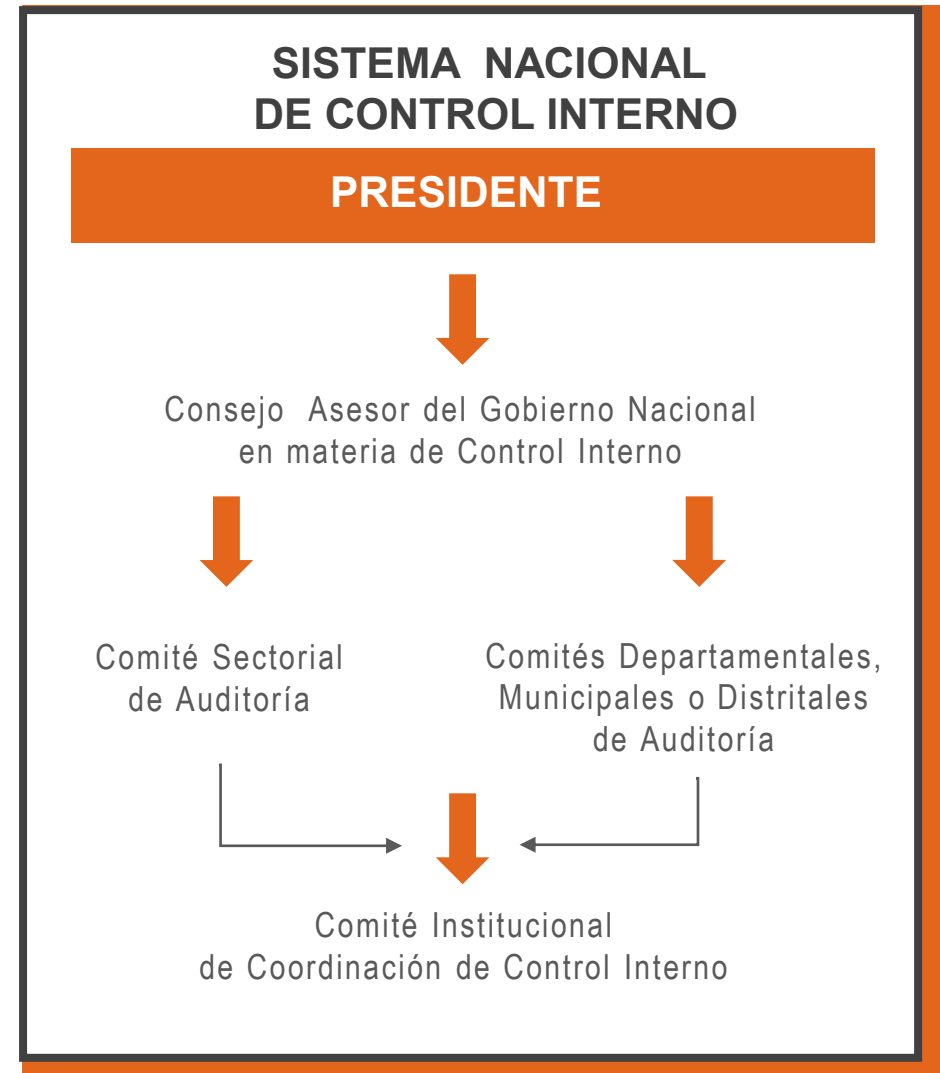 SISTEMA NACIONAL
DE CONTROL INTERNO
PRESIDENTE
Consejo Asesor del Gobierno Nacional
en materia de Control Interno
Comité Sectorial
de Auditoría
Comités Departamentales,
Municipales o Distritales
de Auditoría
Comité Institucional
de Coordinación de Control Interno